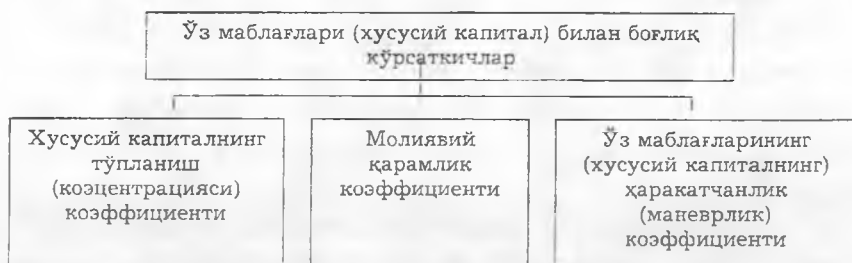 Ўз маблағлари (хусусий капитал) билан боғлиқ
кўрсаткичлар
Хусусий капиталнинг
тўпланиш
(коэцентрацияси)
коэффициенти
Молиявий
қарамлик
коэффициенти
Ўз маблағларининг
(хусусий капиталнинг)
ҳаракатчанлик
(маневрлик)
коэффициенти